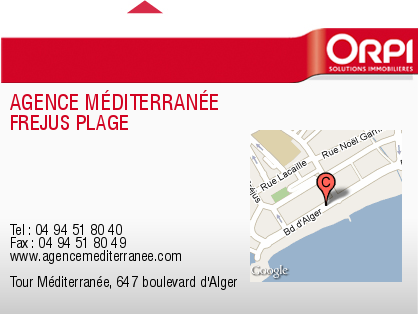 ORPI
SOLUTIONS IMMOBILIÈRES
AGENCE MÉDITERRANÉE
FREJUS PLAGE
Rue Noël Garn
Rue Lacaille
éjus
C
Bd d'Alger
Google
Tel : 04 94 51 80 40
Fax : 04 94 51 80 49
www.agencemediterranee.com
Tour Méditerranée, 647 boulevard d'Alger